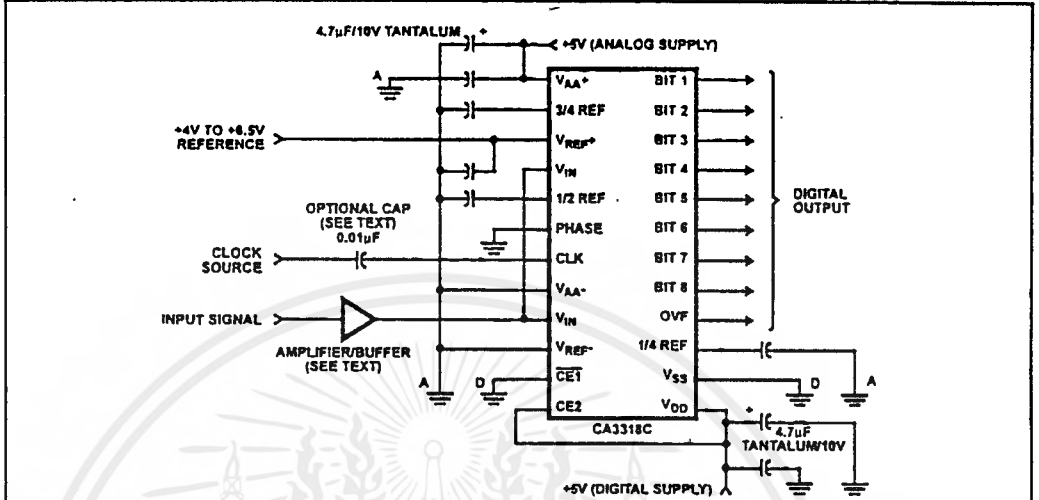 4.7µF/10V TANTALUM +
+5V (ANALOG SUPPLY)
A
VAA+
3/4 REF
+4V TO +6.5V
REFERENCE
VREF+
VIN
1/2 REF
OPTIONAL CAP
(SEE TEXT)
0.01µF
PHASE
CLOCK
SOURCE
CLK
VAA-
INPUT SIGNAL
VIN
AMPLIFIER/BUFFER
(SEE TEXT)
VREF-
A
D
CE1
CE2
BIT 1
BIT 2
BIT 3
BIT 4
BIT 5
BIT 6
BIT 7
BIT 8
OVF
DIGITAL
OUTPUT
1/4 REF
VSS
D
A
VDD
CA3318C
+
4.7µF
TANTALUM/10V
+5V (DIGITAL SUPPLY)